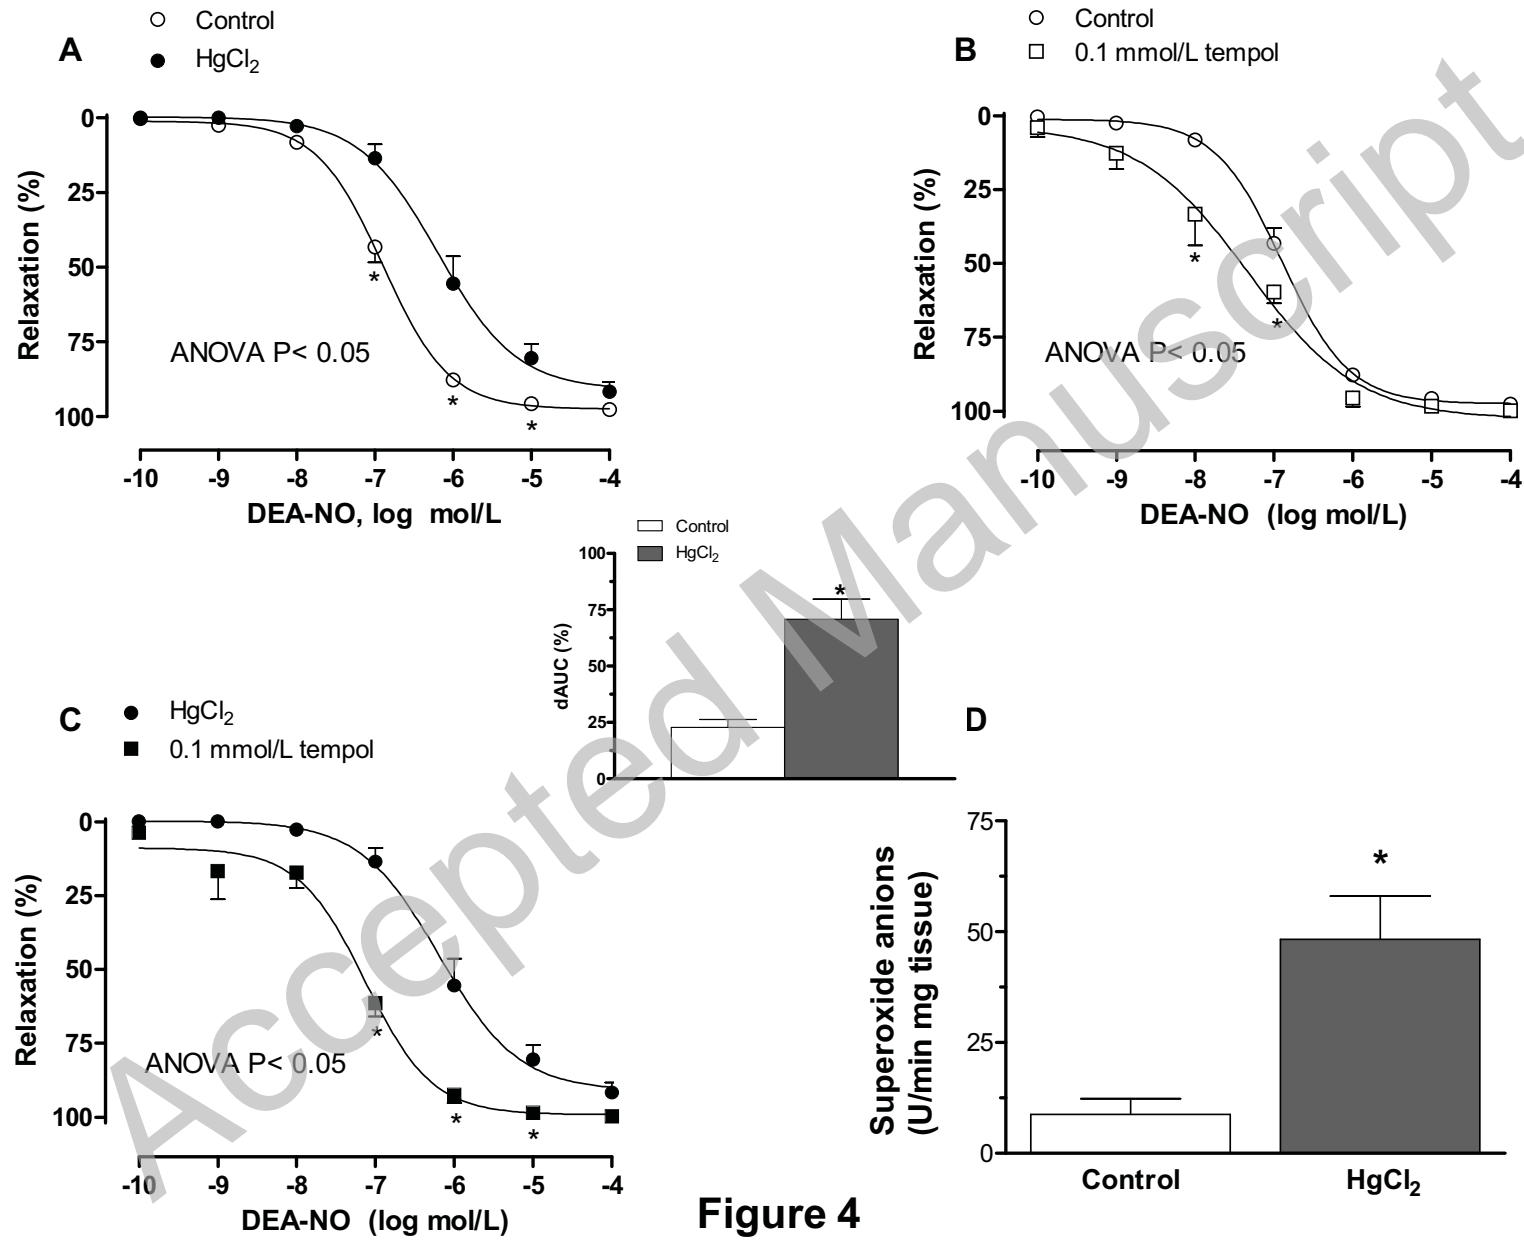 A
Control
HgCl₂
0
25
50
75
100
Relaxation (%)
*
*
*
ANOVA P< 0.05
-10 -9 -8 -7 -6 -5 -4
DEA-NO, log mol/L
B
Control
0.1 mmol/L tempol
0
25
50
75
100
Relaxation (%)
*
*
ANOVA P< 0.05
-10 -9 -8 -7 -6 -5 -4
DEA-NO (log mol/L)
Control
HgCl₂
100
75
50
25
0
dAUC (%)
*
C
HgCl₂
0.1 mmol/L tempol
0
25
50
75
100
Relaxation (%)
*
*
*
ANOVA P< 0.05
-10 -9 -8 -7 -6 -5 -4
DEA-NO (log mol/L)
D
75
50
25
0
Superoxide anions
(U/min mg tissue)
*
Control HgCl₂
Figure 4
Accepted Manuscript